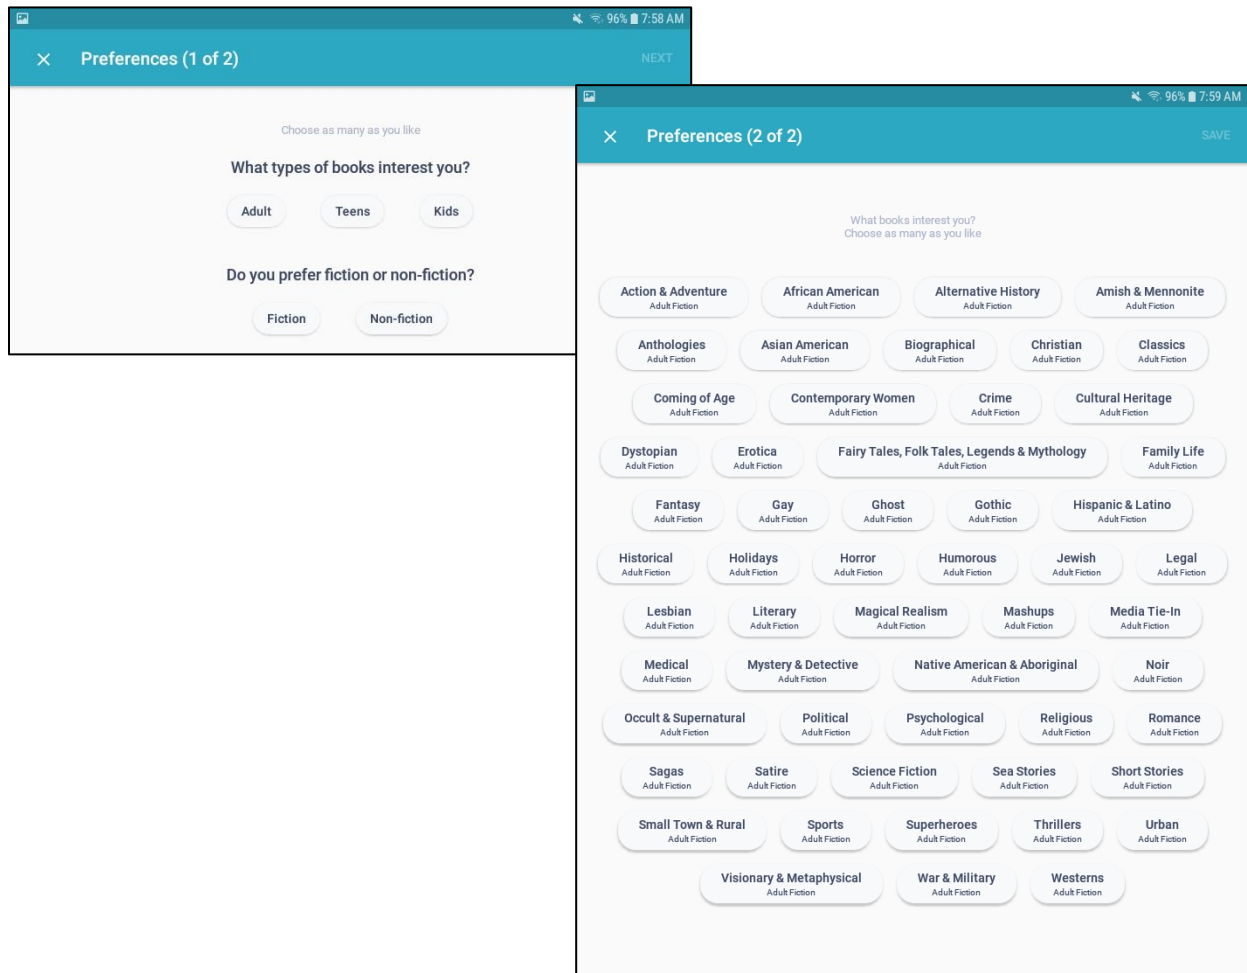 96% 7:58 AM
Preferences (1 of 2) NEXT
Choose as many as you like
What types of books interest you?
Adult Teens Kids
Do you prefer fiction or non-fiction?
Fiction Non-fiction
96% 7:59 AM
Preferences (2 of 2) SAVE
What books interest you?
Choose as many as you like
Action & Adventure African American Alternative History Amish & Mennonite
Adult Fiction Adult Fiction Adult Fiction Adult Fiction
Anthologies Asian American Biographical Christian Classics
Adult Fiction Adult Fiction Adult Fiction Adult Fiction Adult Fiction
Coming of Age Contemporary Women Crime Cultural Heritage
Adult Fiction Adult Fiction Adult Fiction Adult Fiction
Dystopian Erotica Fairy Tales, Folk Tales, Legends & Mythology Family Life
Adult Fiction Adult Fiction Adult Fiction Adult Fiction
Fantasy Gay Ghost Gothic Hispanic & Latino
Adult Fiction Adult Fiction Adult Fiction Adult Fiction Adult Fiction
Historical Holidays Horror Humorous Jewish Legal
Adult Fiction Adult Fiction Adult Fiction Adult Fiction Adult Fiction Adult Fiction
Lesbian Literary Magical Realism Mashups Media Tie-In
Adult Fiction Adult Fiction Adult Fiction Adult Fiction Adult Fiction
Medical Mystery & Detective Native American & Aboriginal Noir
Adult Fiction Adult Fiction Adult Fiction Adult Fiction
Occult & Supernatural Political Psychological Religious Romance
Adult Fiction Adult Fiction Adult Fiction Adult Fiction Adult Fiction
Sagas Satire Science Fiction Sea Stories Short Stories
Adult Fiction Adult Fiction Adult Fiction Adult Fiction Adult Fiction
Small Town & Rural Sports Superheroes Thrillers Urban
Adult Fiction Adult Fiction Adult Fiction Adult Fiction Adult Fiction
Visionary & Metaphysical War & Military Westerns
Adult Fiction Adult Fiction Adult Fiction